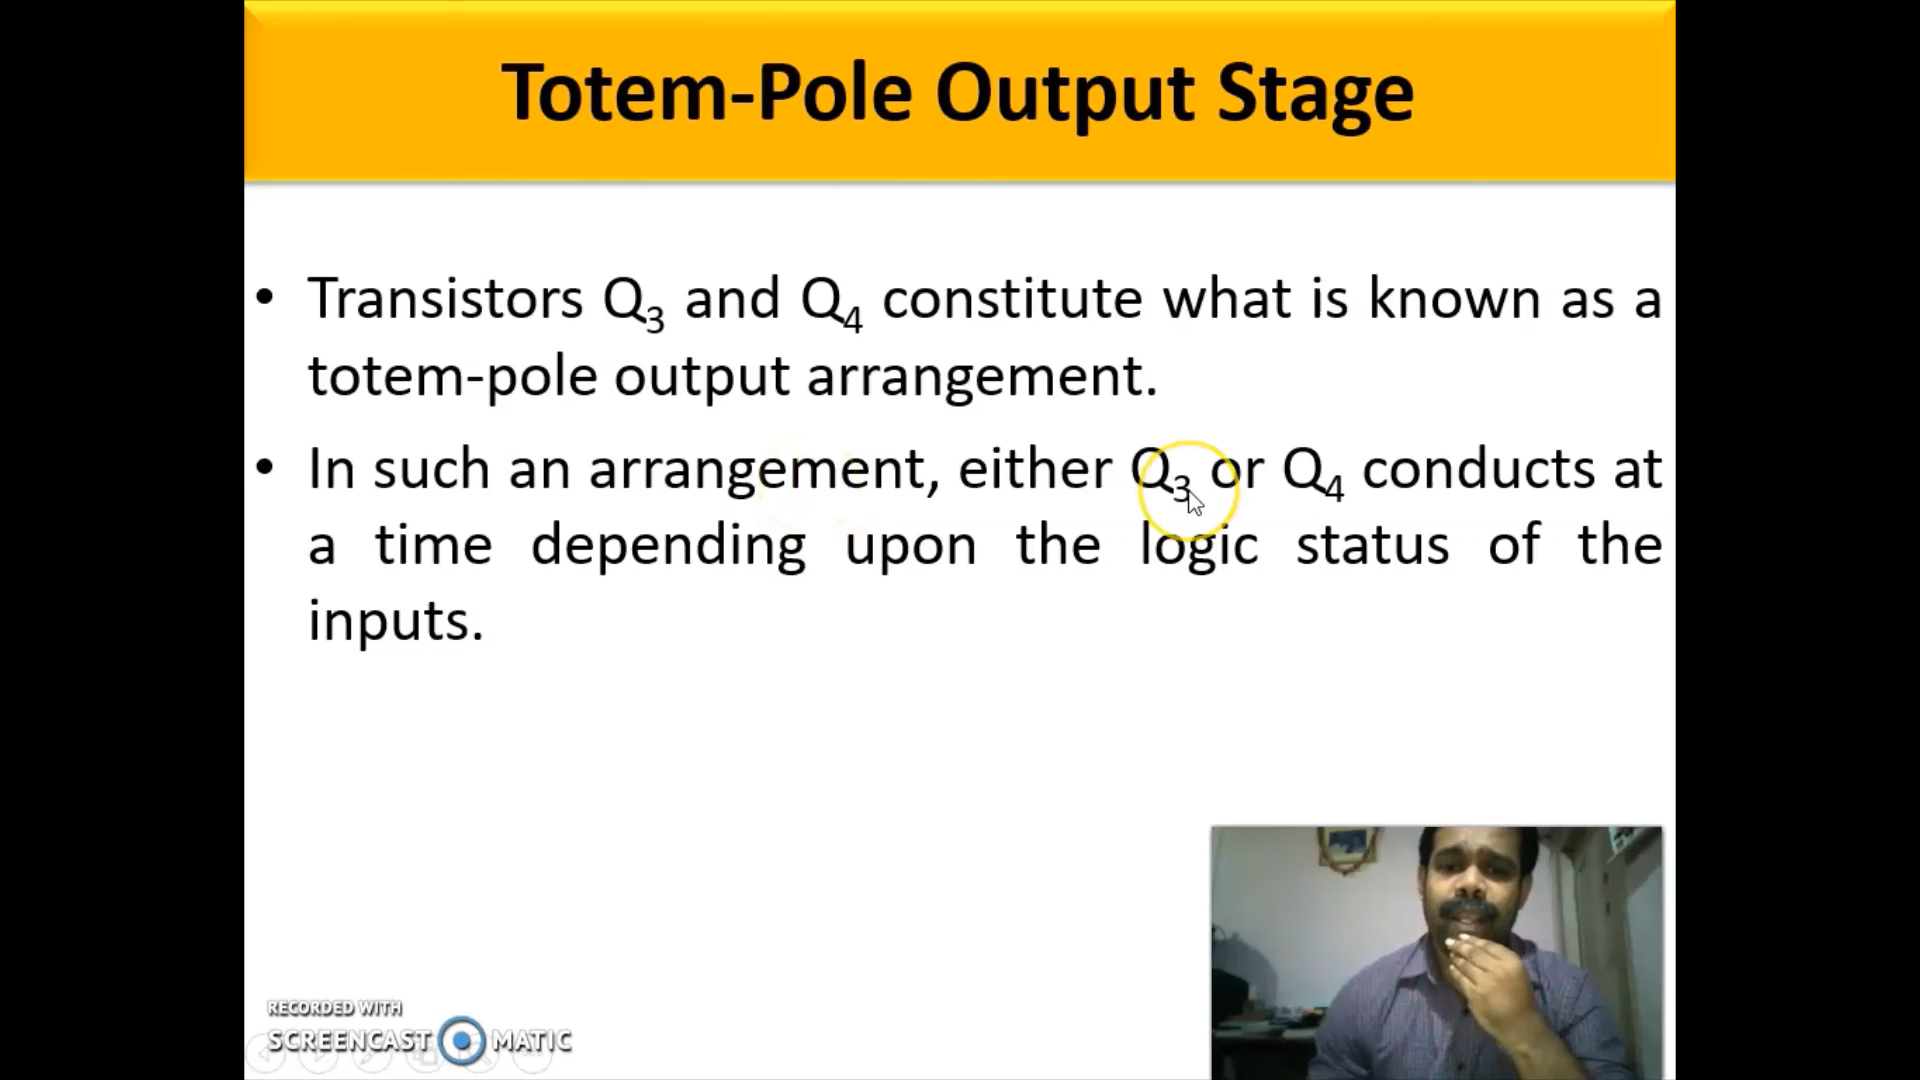 Totem-Pole Output Stage
• Transistors Q3 and Q4 constitute what is known as a
totem-pole output arrangement.
• In such an arrangement, either Q3 or Q4 conducts at
a time depending upon the logic status of the
inputs.
RECORDED WITH
SCREENCAST MATIC